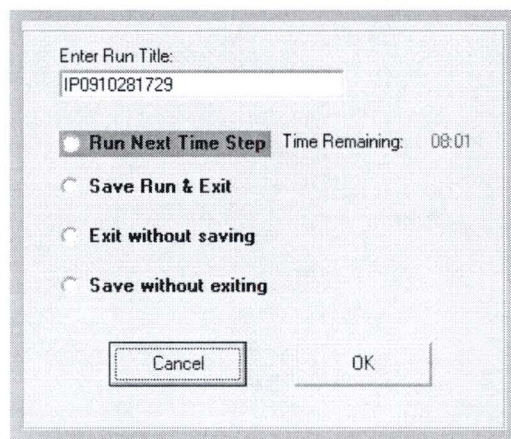 Enter Run Title:
IP0910281729
Run Next Time Step Time Remaining: 08:01
Save Run & Exit
Exit without saving
Save without exiting
Cancel OK